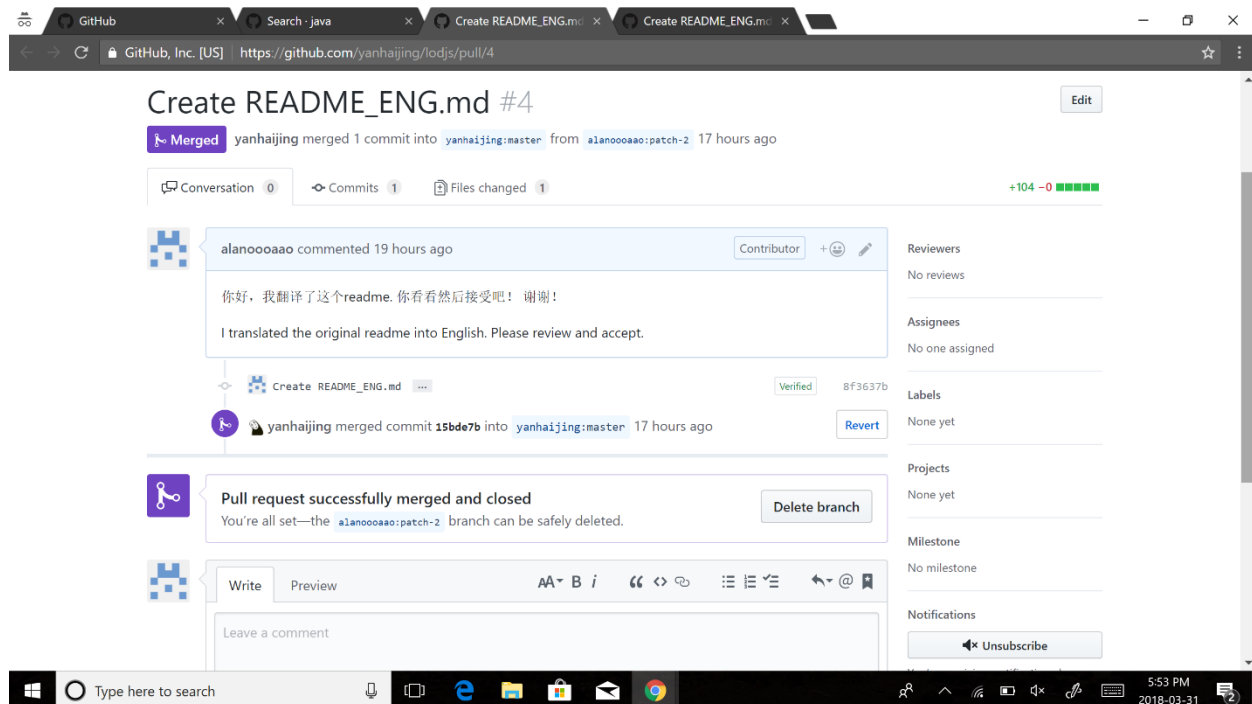 GitHub
Search · java
Create README_ENG.md
Create README_ENG.md
GitHub, Inc. [US] https://github.com/yanhaijing/lodjs/pull/4
Create README_ENG.md #4
Edit
Merged yanhaijing merged 1 commit into yanhaijing:master from alanoooaao:patch-2 17 hours ago
Conversation 0 Commits 1 Files changed 1 +104 −0
alanoooaao commented 19 hours ago Contributor
你好，我翻译了这个readme. 你看看然后接受吧！ 谢谢！
I translated the original readme into English. Please review and accept.
Create README_ENG.md ... Verified 8f3637b
yanhaijing merged commit 15bde7b into yanhaijing:master 17 hours ago Revert
Pull request successfully merged and closed
You're all set—the alanoooaao:patch-2 branch can be safely deleted.
Delete branch
Write Preview AA B i
Leave a comment
Reviewers
No reviews
Assignees
No one assigned
Labels
None yet
Projects
None yet
Milestone
No milestone
Notifications
Unsubscribe
Type here to search
5:53 PM
2018-03-31
2